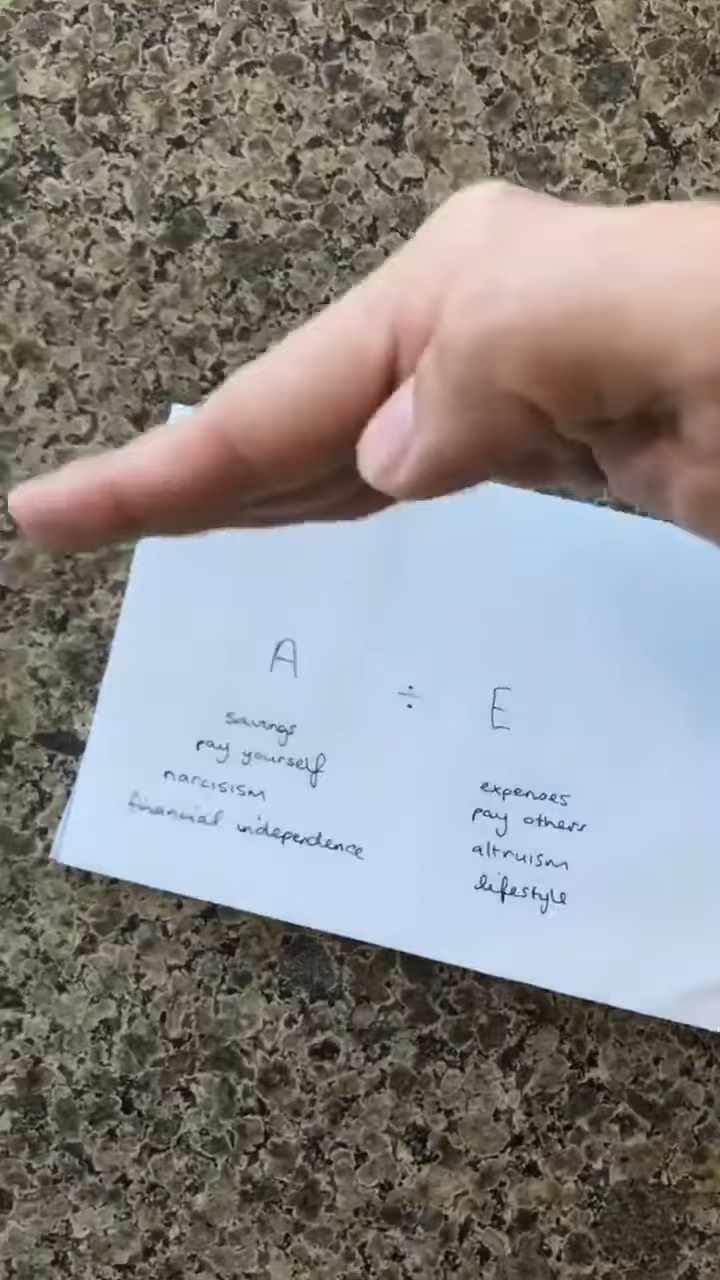 A ÷ E
savings
pay yourself
narcisism
financial independence
expenses
pay others
altruism
lifestyle